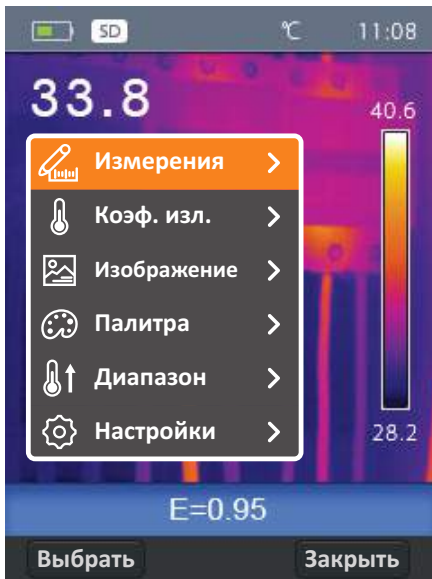 SD ℃ 11:08
33.8
40.6
Измерения
Коэф. изл.
Изображение
Палитра
Диапазон
Настройки
28.2
E=0.95
Выбрать Закрыть